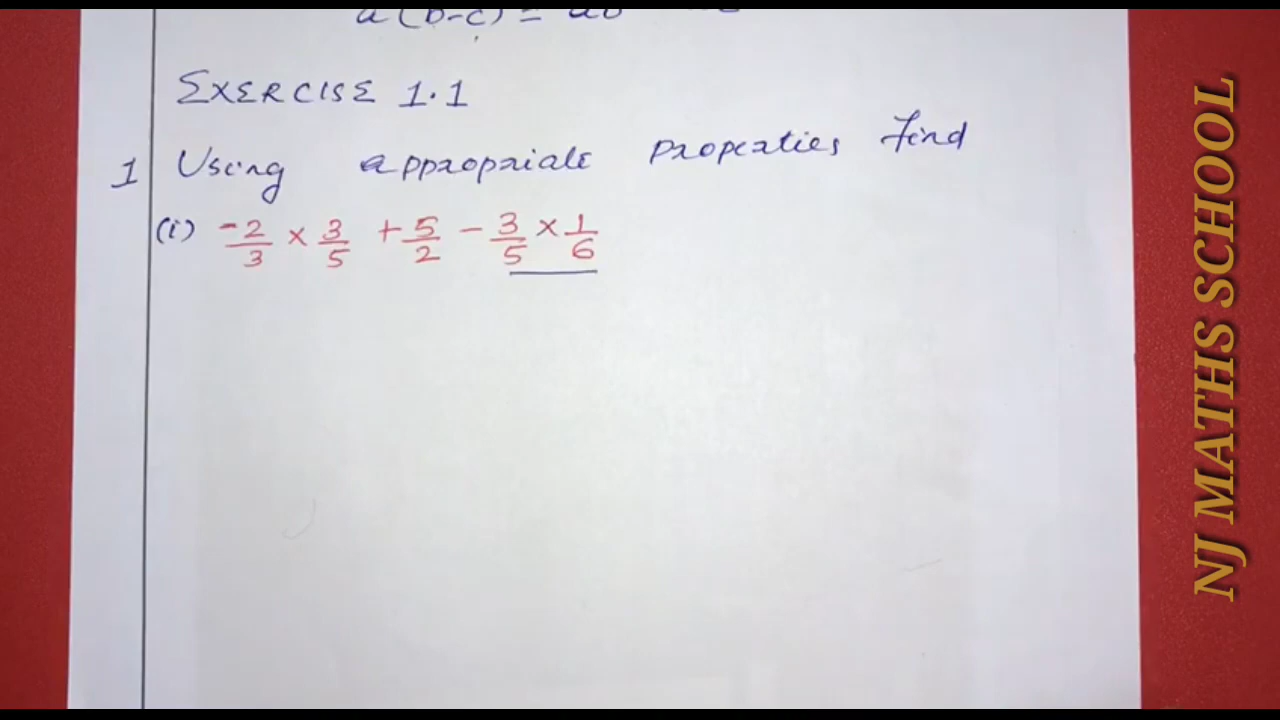 a(b-c) = ab
EXERCISE 1.1
1 Using appropriate properties find
(i) -2/3 × 3/5 + 5/2 - 3/5 × 1/6
NJ MATHS SCHOOL